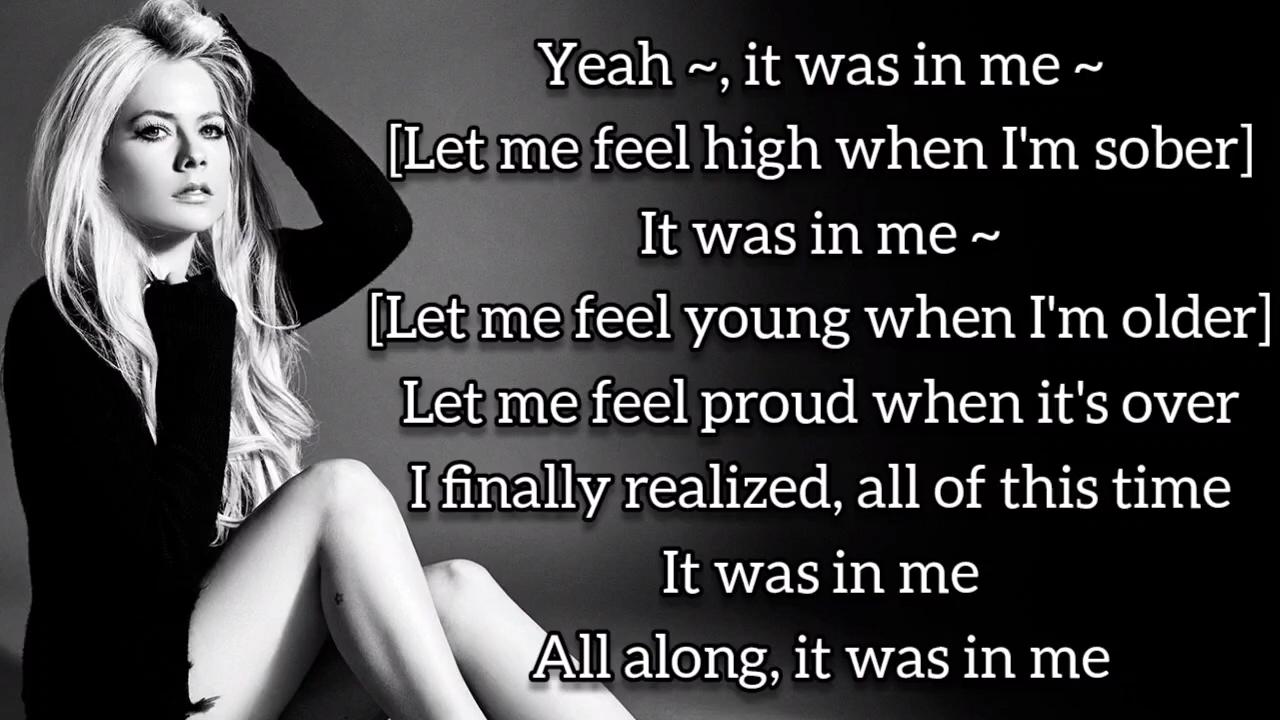 Yeah ~, it was in me ~
[Let me feel high when I'm sober]
It was in me ~
[Let me feel young when I'm older]
Let me feel proud when it's over
I finally realized, all of this time
It was in me
All along, it was in me